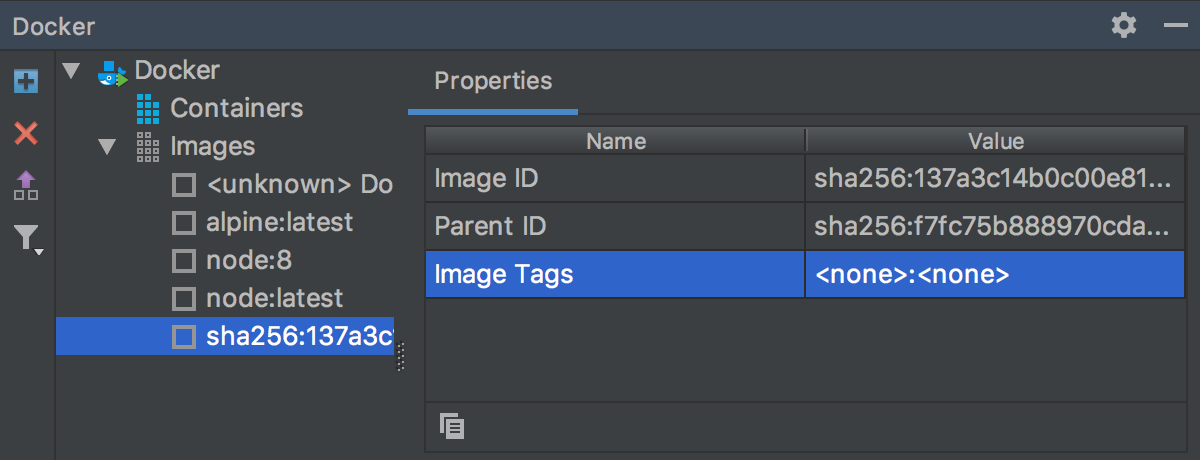 Docker
Docker
Containers
Images
<unknown> Do
alpine:latest
node:8
node:latest
sha256:137a3c
Properties
Name Value
Image ID sha256:137a3c14b0c00e81...
Parent ID sha256:f7fc75b888970cda...
Image Tags <none>:<none>